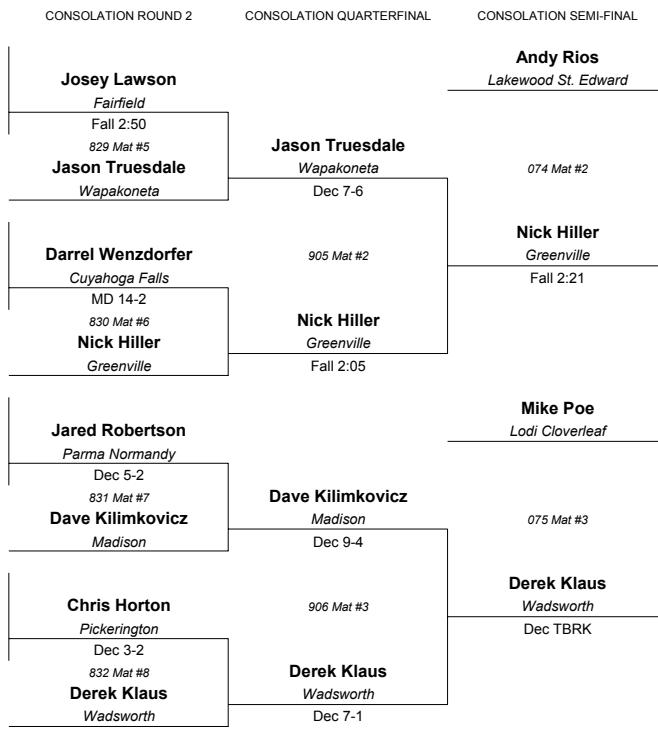 CONSOLATION ROUND 2
CONSOLATION QUARTERFINAL
CONSOLATION SEMI-FINAL
Josey Lawson
Fairfield
Fall 2:50
829 Mat #5
Jason Truesdale
Wapakoneta
Darrel Wenzdorfer
Cuyahoga Falls
MD 14-2
830 Mat #6
Nick Hiller
Greenville
Jared Robertson
Parma Normandy
Dec 5-2
831 Mat #7
Dave Kilimkovicz
Madison
Chris Horton
Pickerington
Dec 3-2
832 Mat #8
Derek Klaus
Wadsworth
Jason Truesdale
Wapakoneta
Dec 7-6
905 Mat #2
Nick Hiller
Greenville
Fall 2:05
Dave Kilimkovicz
Madison
Dec 9-4
906 Mat #3
Derek Klaus
Wadsworth
Dec 7-1
Andy Rios
Lakewood St. Edward
074 Mat #2
Nick Hiller
Greenville
Fall 2:21
Mike Poe
Lodi Cloverleaf
075 Mat #3
Derek Klaus
Wadsworth
Dec TBRK